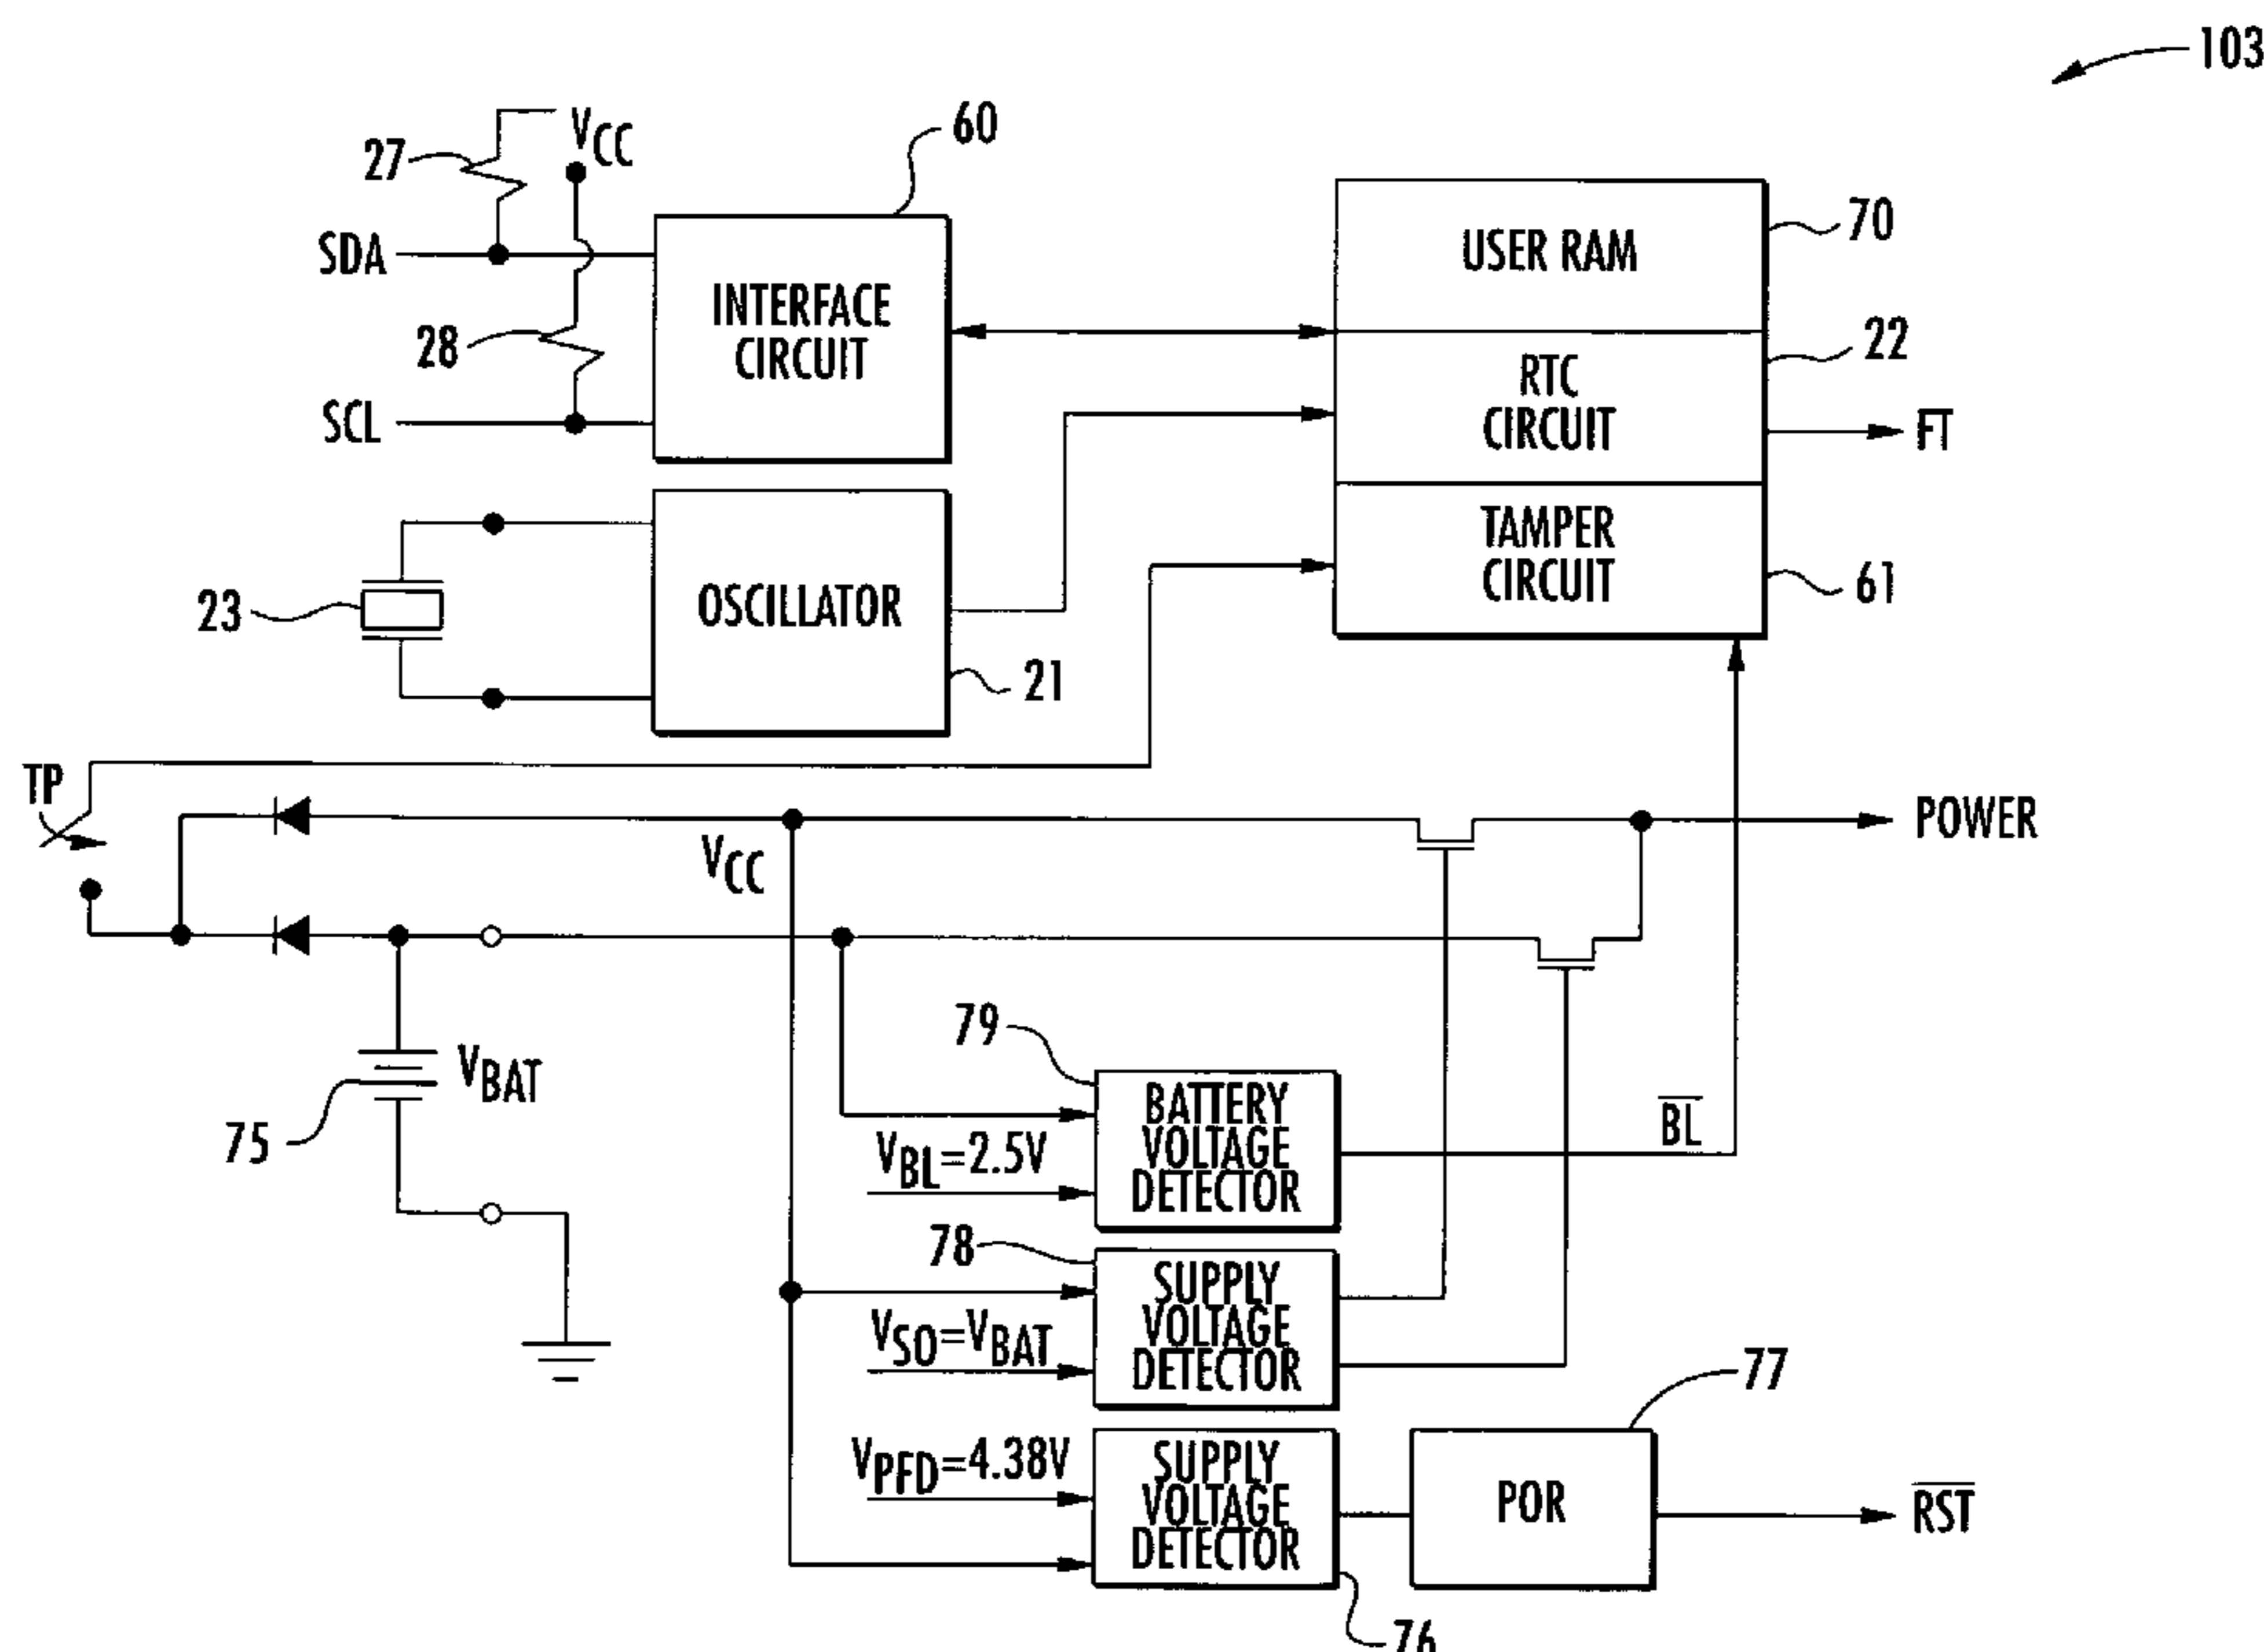 103
27
VCC
60
SDA
INTERFACE
CIRCUIT
28
SCL
USER RAM
70
22
RTC
CIRCUIT
FT
TAMPER
CIRCUIT
61
23
OSCILLATOR
21
TP
VCC
POWER
VBAT
75
79
BATTERY
VOLTAGE
DETECTOR
VBL=2.5V
BL
78
SUPPLY
VOLTAGE
DETECTOR
VSO=VBAT
77
VPFD=4.38V
SUPPLY
VOLTAGE
DETECTOR
POR
RST
76